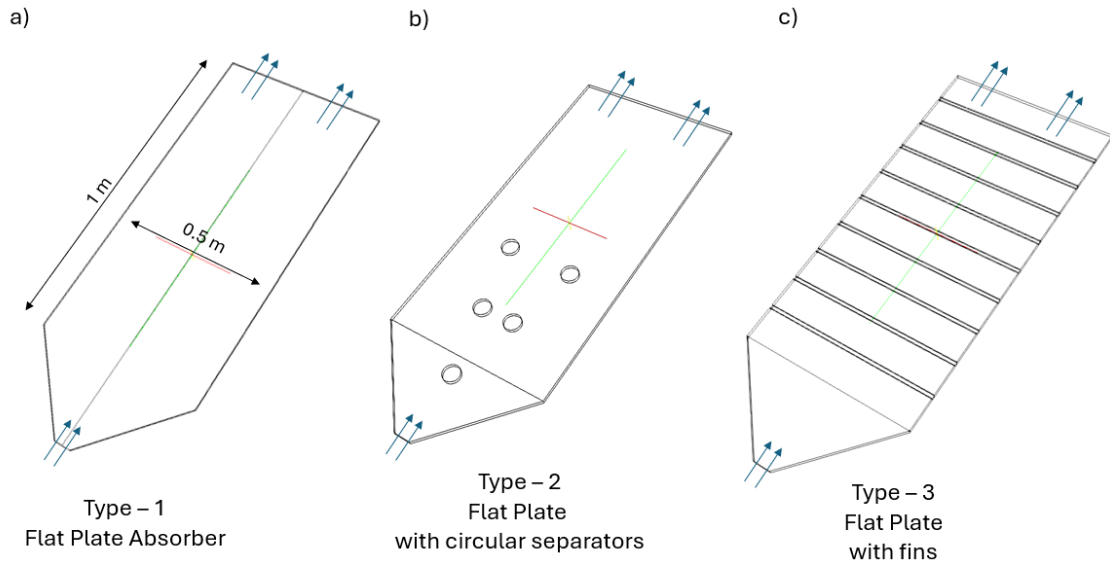 a)
b)
c)
1 m
0.5 m
Type – 1
Flat Plate Absorber
Type – 2
Flat Plate
with circular separators
Type – 3
Flat Plate
with fins